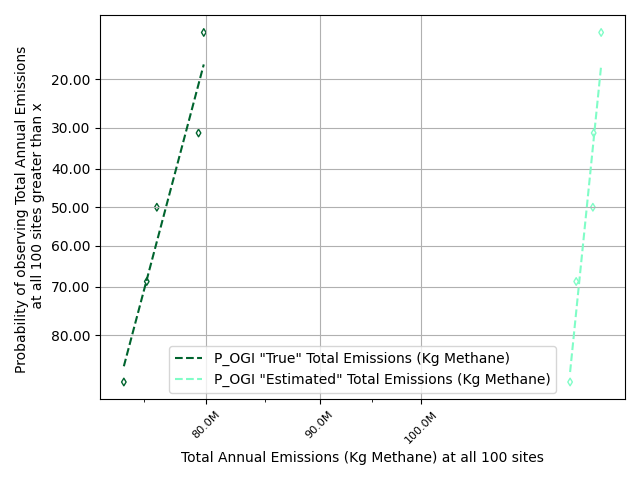 Probability of observing Total Annual Emissions
at all 100 sites greater than x
20.00
30.00
40.00
50.00
60.00
70.00
80.00
P_OGI "True" Total Emissions (Kg Methane)
P_OGI "Estimated" Total Emissions (Kg Methane)
80.0M
90.0M
100.0M
Total Annual Emissions (Kg Methane) at all 100 sites